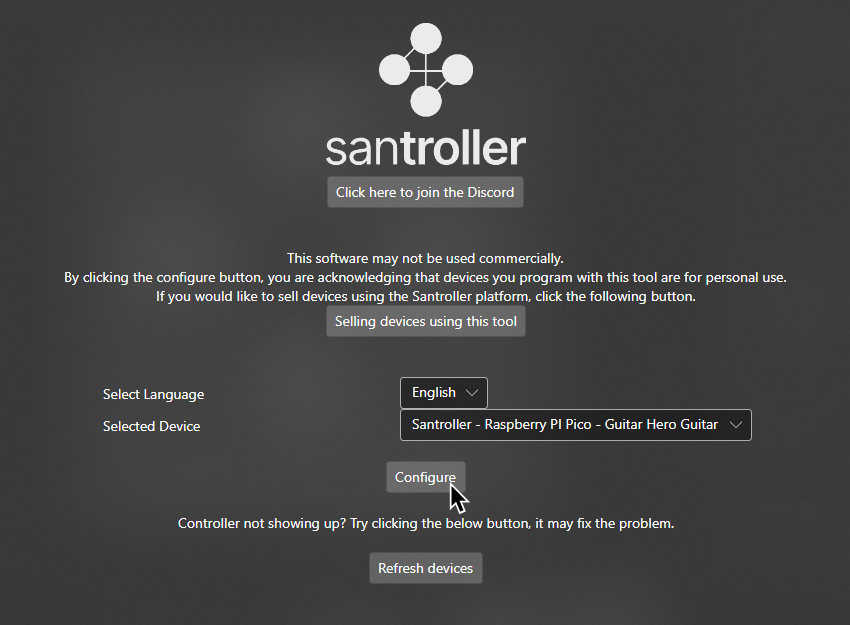 santroller
Click here to join the Discord
This software may not be used commercially.
By clicking the configure button, you are acknowledging that devices you program with this tool are for personal use.
If you would like to sell devices using the Santroller platform, click the following button.
Selling devices using this tool
Select Language English
Selected Device Santroller - Raspberry PI Pico - Guitar Hero Guitar
Configure
Controller not showing up? Try clicking the below button, it may fix the problem.
Refresh devices